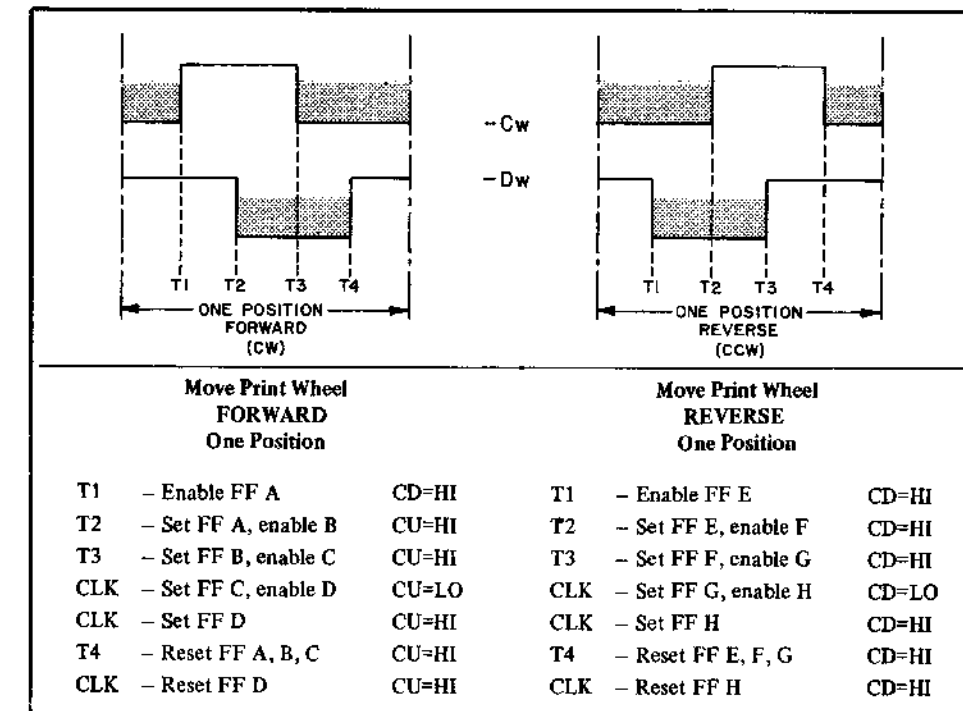 -Cw
-Dw
T1 T2 T3 T4
ONE POSITION
FORWARD
(CW)
T1 T2 T3 T4
ONE POSITION
REVERSE
(CCW)
Move Print Wheel
FORWARD
One Position
T1 – Enable FF A CD=HI
T2 – Set FF A, enable B CU=HI
T3 – Set FF B, enable C CU=HI
CLK – Set FF C, enable D CU=LO
CLK – Set FF D CU=HI
T4 – Reset FF A, B, C CU=HI
CLK – Reset FF D CU=HI
Move Print Wheel
REVERSE
One Position
T1 – Enable FF E CD=HI
T2 – Set FF E, enable F CD=HI
T3 – Set FF F, enable G CD=HI
CLK – Set FF G, enable H CD=LO
CLK – Set FF H CD=HI
T4 – Reset FF E, F, G CD=HI
CLK – Reset FF H CD=HI